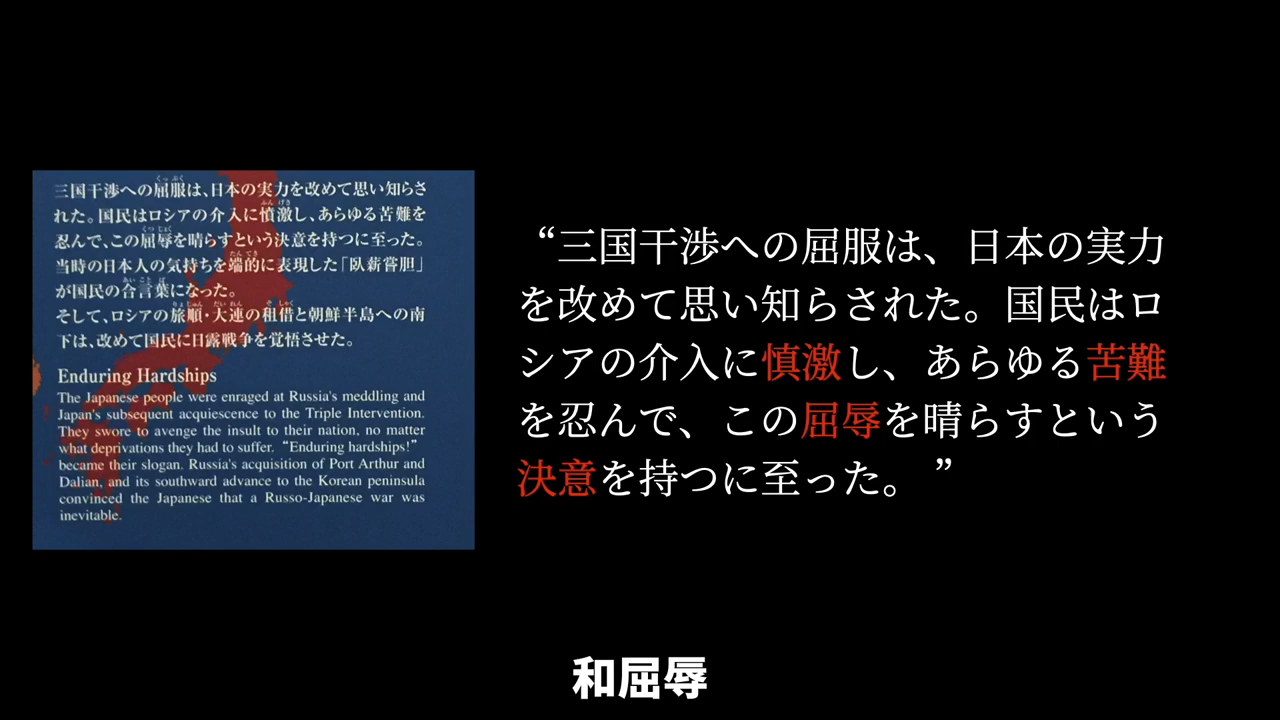 三国干渉への屈服は、日本の実力を改めて思い知らさ
れた。国民はロシアの介入に憤激し、あらゆる苦難を
忍んで、この屈辱を晴らすという決意を持つに至った。
当時の日本人の気持ちを端的に表現した「臥薪嘗胆」
が国民の合言葉になった。
そして、ロシアの旅順・大連の租借と朝鮮半島への南
下は、改めて国民に日露戦争を覚悟させた。
Enduring Hardships
The Japanese people were enraged at Russia's meddling and
Japan's subsequent acquiescence to the Triple Intervention.
They swore to avenge the insult to their nation, no matter
what deprivations they had to suffer. “Enduring hardships!”
became their slogan. Russia's acquisition of Port Arthur and
Dalian, and its southward advance to the Korean peninsula
convinced the Japanese that a Russo-Japanese war was
inevitable.
“三国干渉への屈服は、日本の実力
を改めて思い知らされた。国民はロ
シアの介入に慎激し、あらゆる苦難
を忍んで、この屈辱を晴らすという
決意を持つに至った。”
和屈辱